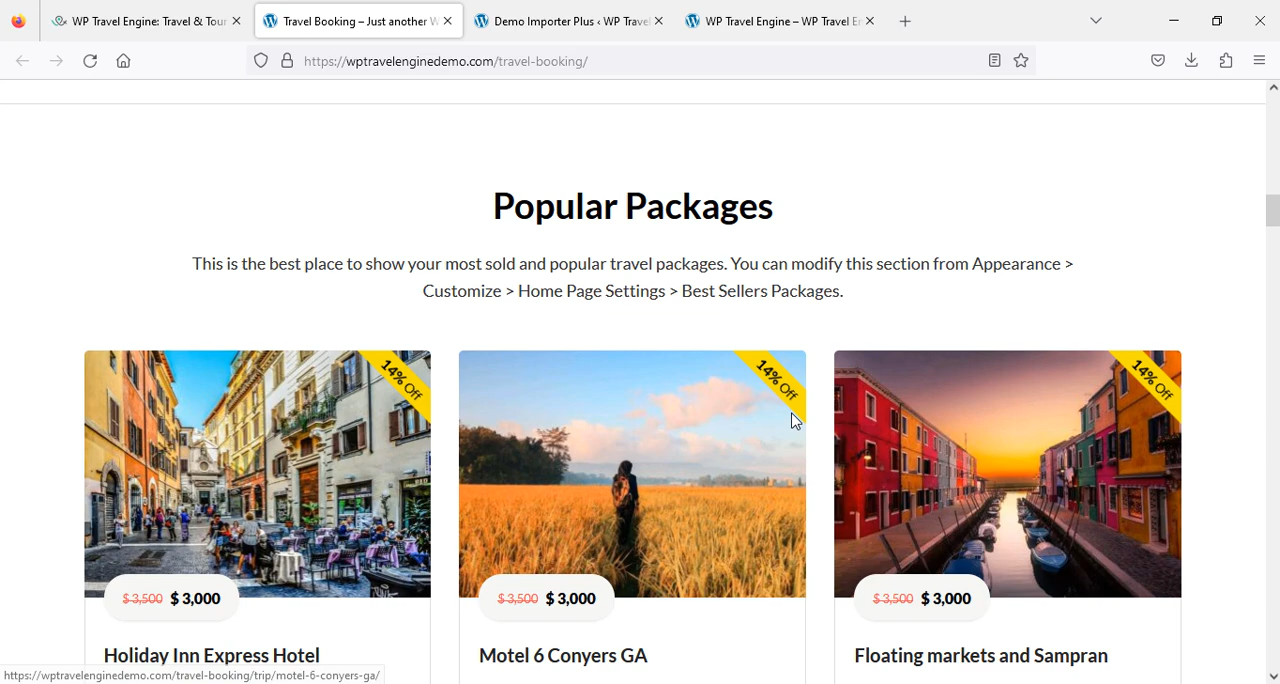 WP Travel Engine: Travel & Tour
Travel Booking – Just another W
Demo Importer Plus ‹ WP Travel
WP Travel Engine – WP Travel En
https://wptravelenginedemo.com/travel-booking/
Popular Packages
This is the best place to show your most sold and popular travel packages. You can modify this section from Appearance >
Customize > Home Page Settings > Best Sellers Packages.
14% Off
14% Off
14% Off
$ 3,500 $ 3,000
$ 3,500 $ 3,000
$ 3,500 $ 3,000
Holiday Inn Express Hotel
Motel 6 Conyers GA
Floating markets and Sampran
https://wptravelenginedemo.com/travel-booking/trip/motel-6-conyers-ga/